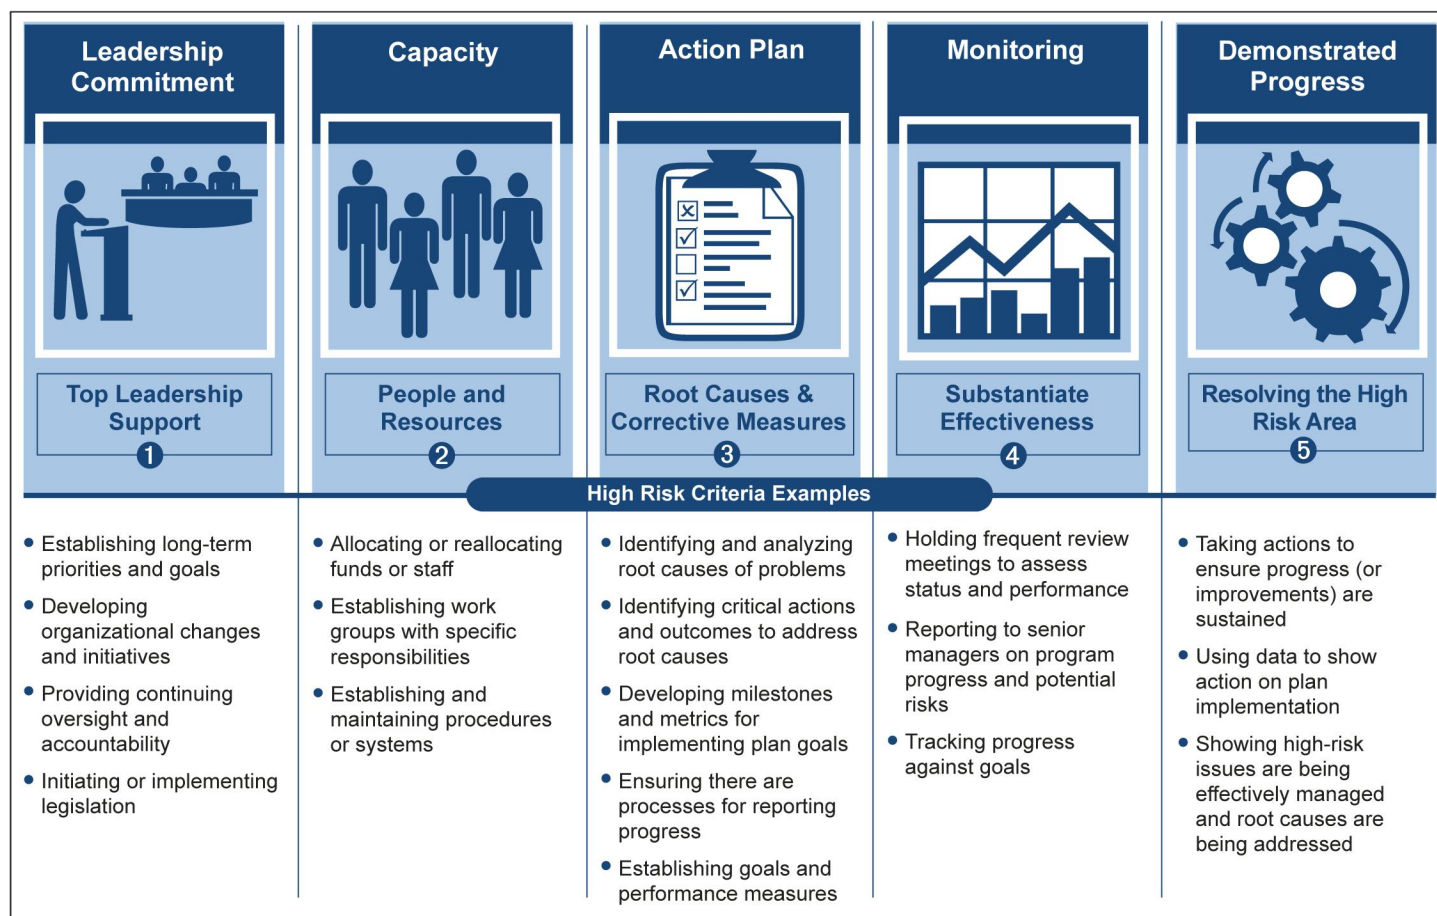 Leadership
Commitment
Top Leadership
Support
1
Capacity
People and
Resources
2
Action Plan
Root Causes &
Corrective Measures
3
Monitoring
Substantiate
Effectiveness
4
Demonstrated
Progress
Resolving the High
Risk Area
5
High Risk Criteria Examples
• Establishing long-term
priorities and goals
• Developing
organizational changes
and initiatives
• Providing continuing
oversight and
accountability
• Initiating or implementing
legislation
• Allocating or reallocating
funds or staff
• Establishing work
groups with specific
responsibilities
• Establishing and
maintaining procedures
or systems
• Identifying and analyzing
root causes of problems
• Identifying critical actions
and outcomes to address
root causes
• Developing milestones
and metrics for
implementing plan goals
• Ensuring there are
processes for reporting
progress
• Establishing goals and
performance measures
• Holding frequent review
meetings to assess
status and performance
• Reporting to senior
managers on program
progress and potential
risks
• Tracking progress
against goals
• Taking actions to
ensure progress (or
improvements) are
sustained
• Using data to show
action on plan
implementation
• Showing high-risk
issues are being
effectively managed
and root causes are
being addressed